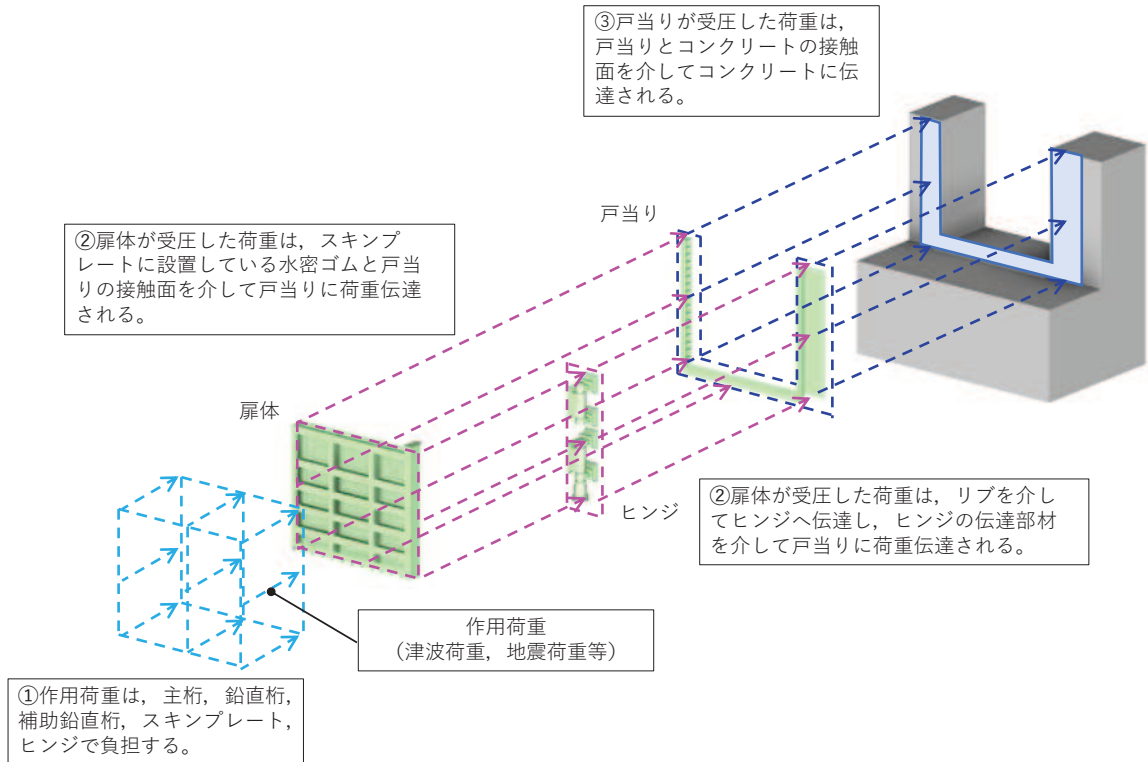 ③戸当りが受圧した荷重は，
戸当りとコンクリートの接触
面を介してコンクリートに伝
達される。
戸当り
②扉体が受圧した荷重は，スキンプ
レートに設置している水密ゴムと戸当
りの接触面を介して戸当りに荷重伝達
される。
扉体
ヒンジ
②扉体が受圧した荷重は，リブを介し
てヒンジへ伝達し，ヒンジの伝達部材
を介して戸当りに荷重伝達される。
作用荷重
（津波荷重，地震荷重等）
①作用荷重は，主桁，鉛直桁，
補助鉛直桁，スキンプレート，
ヒンジで負担する。